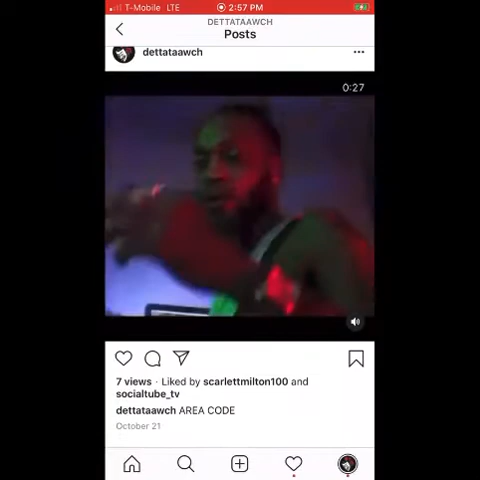 T-Mobile LTE 2:57 PM
DETTATAAWCH
Posts
dettataawch
0:27
7 views · Liked by scarlettmilton100 and
socialtube_tv
dettataawch AREA CODE
October 21